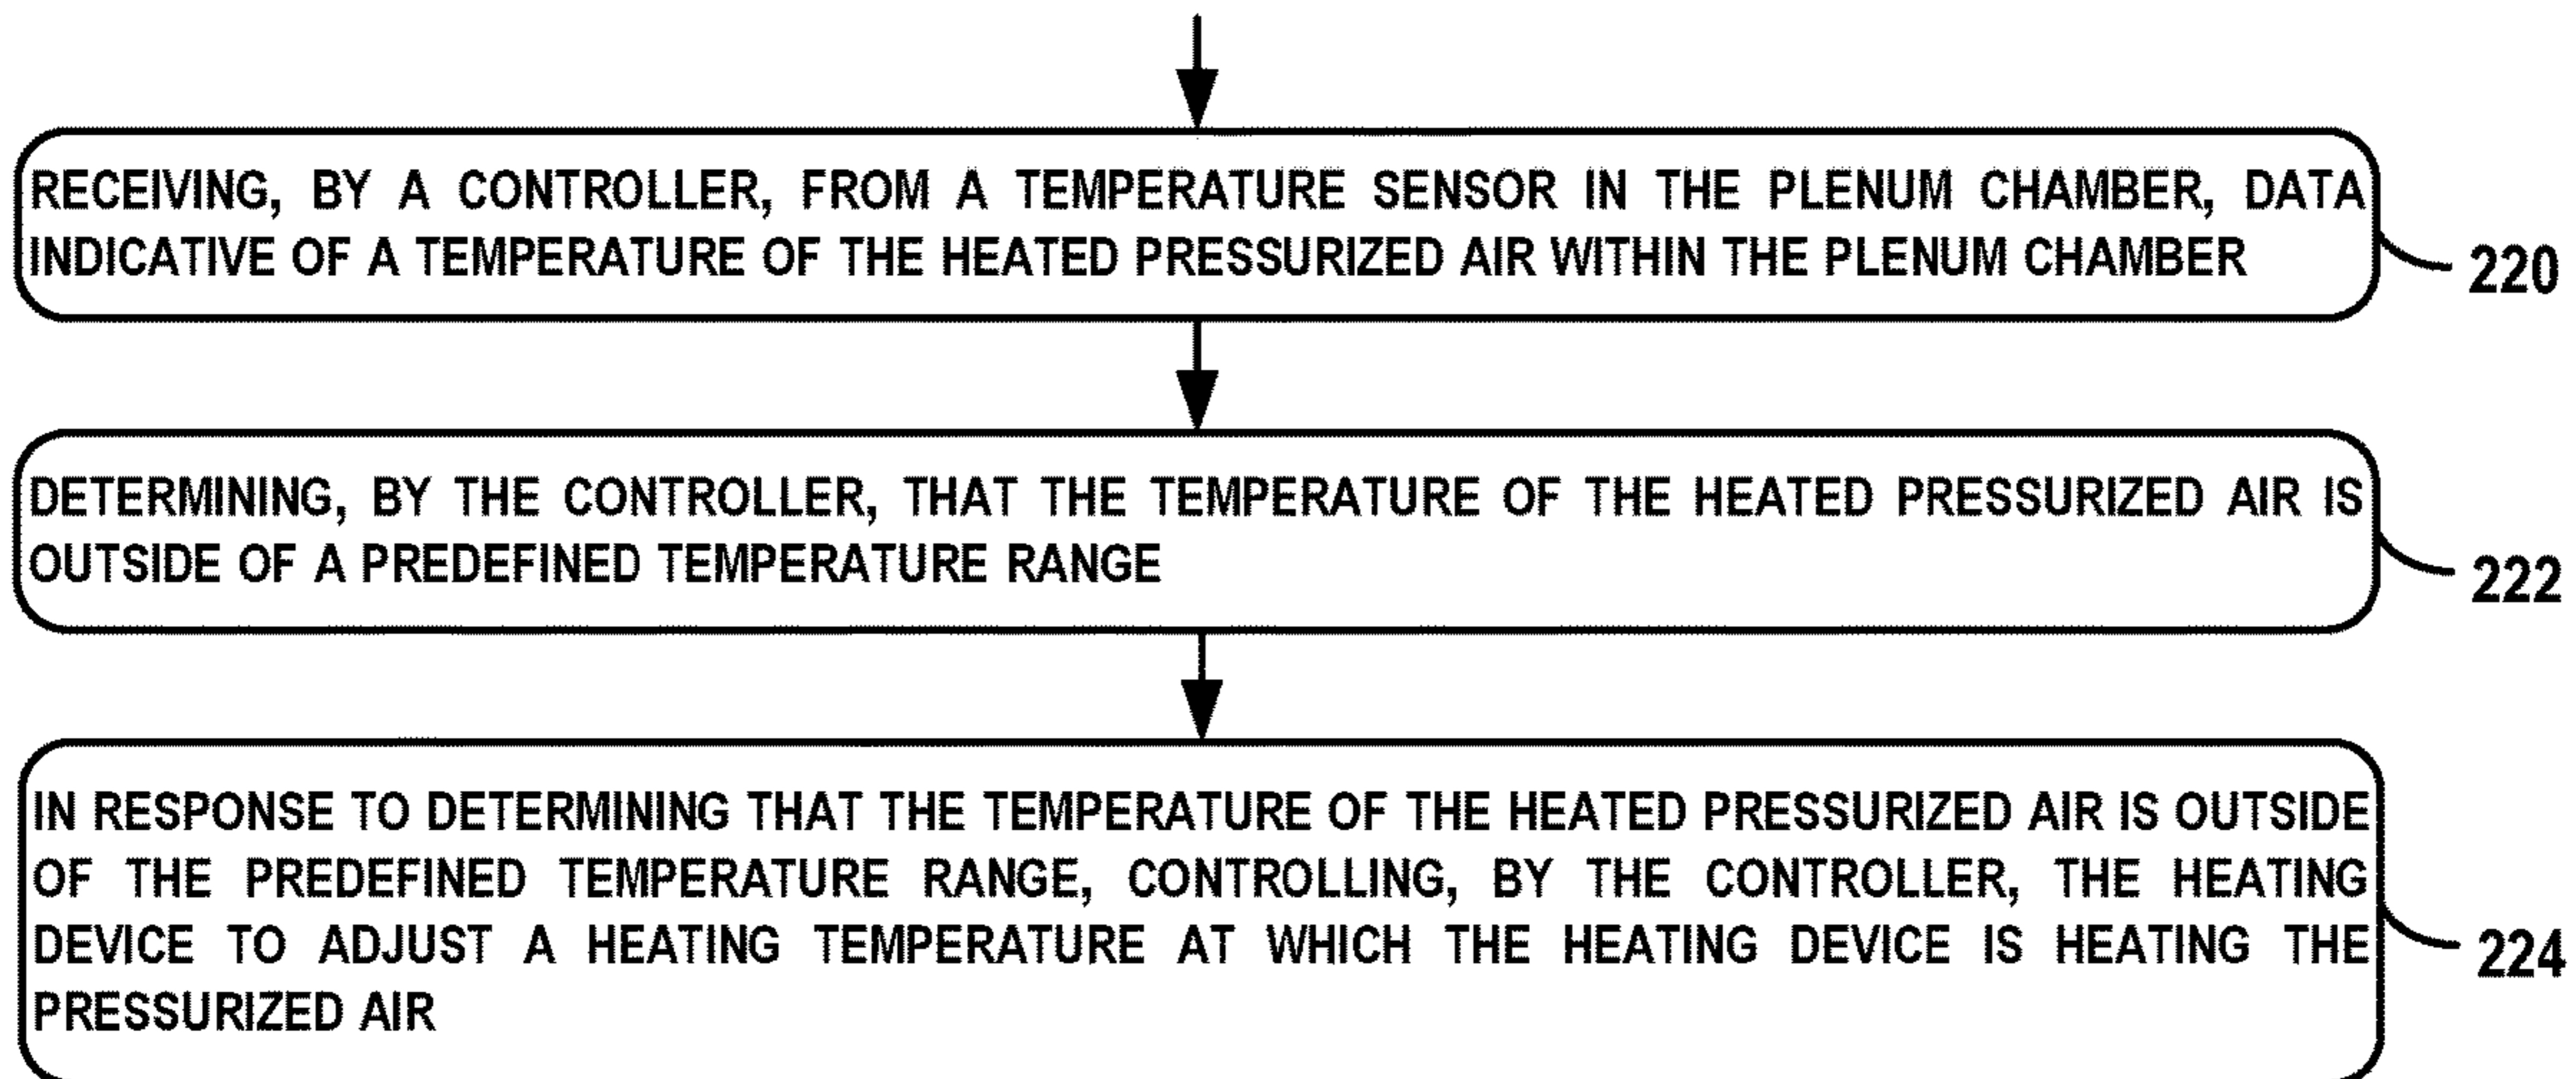 RECEIVING, BY A CONTROLLER, FROM A TEMPERATURE SENSOR IN THE PLENUM CHAMBER, DATA
INDICATIVE OF A TEMPERATURE OF THE HEATED PRESSURIZED AIR WITHIN THE PLENUM CHAMBER
220
DETERMINING, BY THE CONTROLLER, THAT THE TEMPERATURE OF THE HEATED PRESSURIZED AIR IS
OUTSIDE OF A PREDEFINED TEMPERATURE RANGE
222
IN RESPONSE TO DETERMINING THAT THE TEMPERATURE OF THE HEATED PRESSURIZED AIR IS OUTSIDE
OF THE PREDEFINED TEMPERATURE RANGE, CONTROLLING, BY THE CONTROLLER, THE HEATING
DEVICE TO ADJUST A HEATING TEMPERATURE AT WHICH THE HEATING DEVICE IS HEATING THE
PRESSURIZED AIR
224